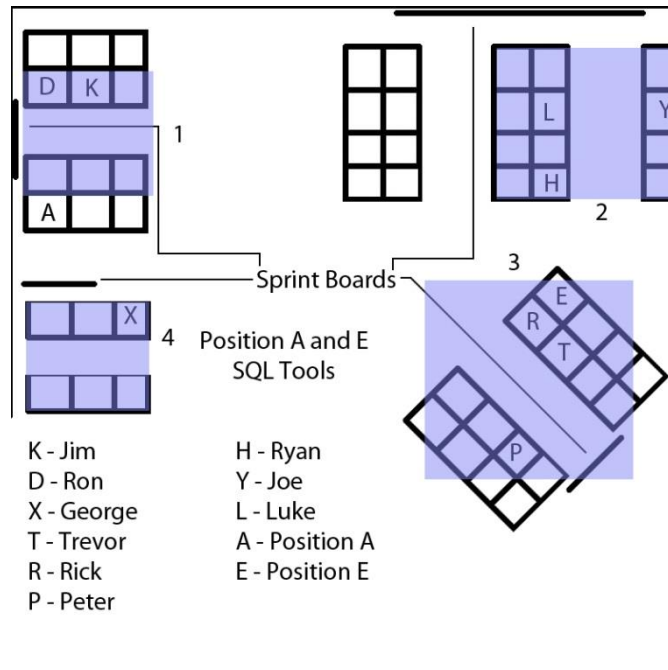 D K
1
A
L
Y
H
2
Sprint Boards
3
E
R
T
X
4
Position A and E
SQL Tools
P
K - Jim
D - Ron
X - George
T - Trevor
R - Rick
P - Peter
H - Ryan
Y - Joe
L - Luke
A - Position A
E - Position E